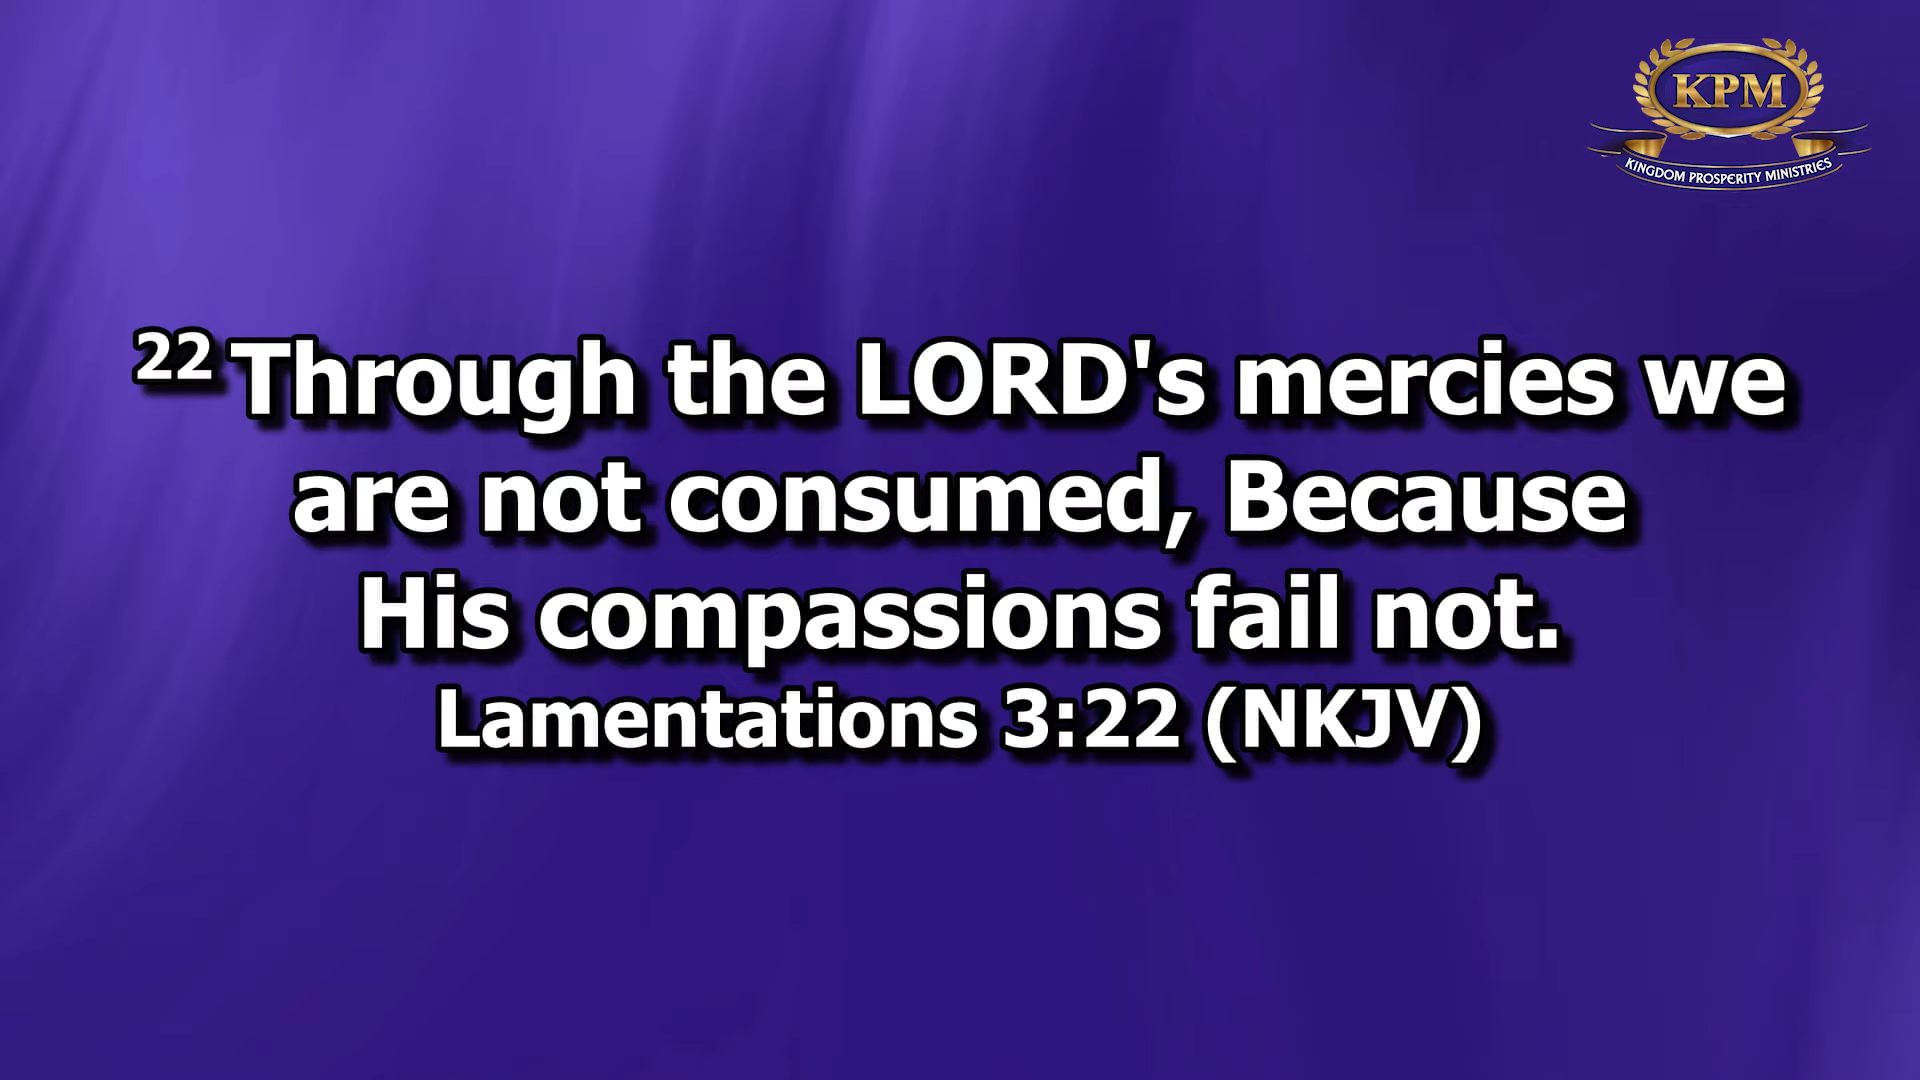 KPM
KINGDOM PROSPERITY MINISTRIES
22 Through the LORD's mercies we
are not consumed, Because
His compassions fail not.
Lamentations 3:22 (NKJV)